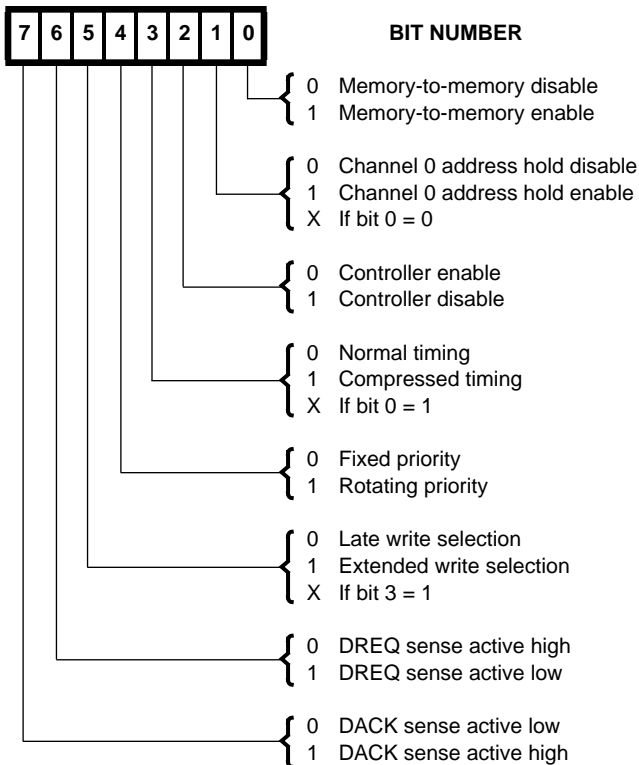 7 6 5 4 3 2 1 0 BIT NUMBER
0 Memory-to-memory disable
1 Memory-to-memory enable
0 Channel 0 address hold disable
1 Channel 0 address hold enable
X If bit 0 = 0
0 Controller enable
1 Controller disable
0 Normal timing
1 Compressed timing
X If bit 0 = 1
0 Fixed priority
1 Rotating priority
0 Late write selection
1 Extended write selection
X If bit 3 = 1
0 DREQ sense active high
1 DREQ sense active low
0 DACK sense active low
1 DACK sense active high